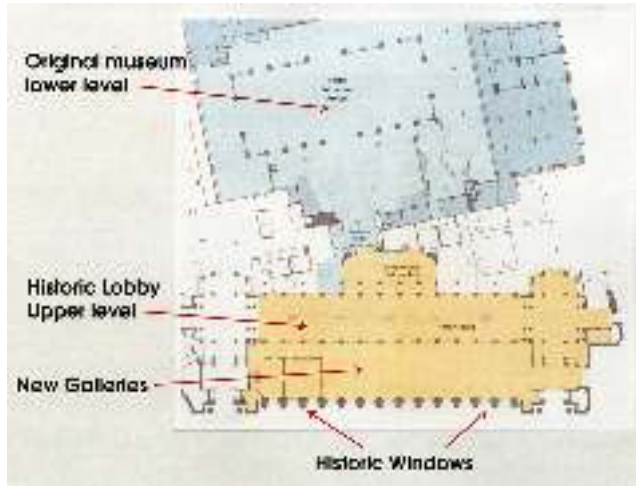 Original museum
lower level
Historic Lobby
Upper level
New Galleries
Historic Windows